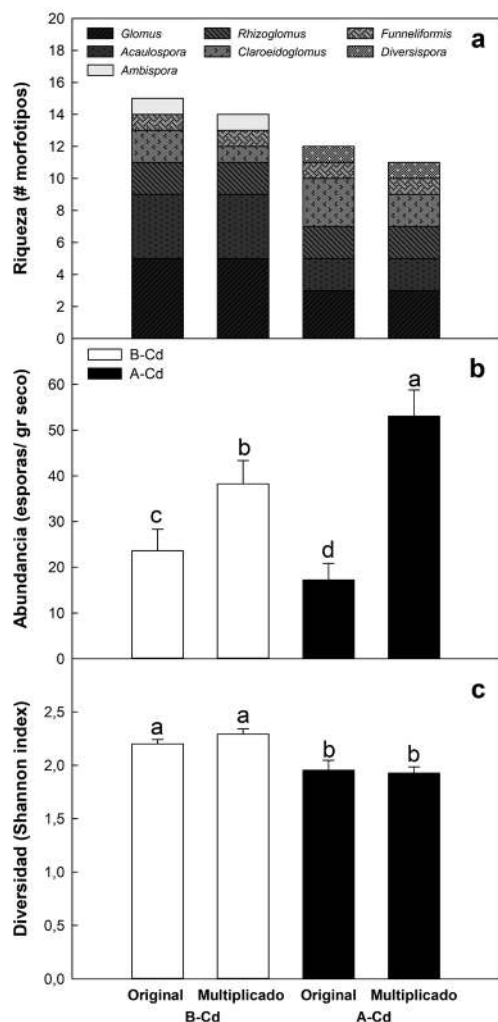 Glomus
Rhizoglomus
Funneliformis
Acaulospora
Claroeidoglomus
Diversispora
Ambispora
a
Riqueza (# morfotipos)
20
18
16
14
12
10
8
6
4
2
0
B-Cd
A-Cd
b
Abundancia (esporas/ gr seco)
60
50
40
30
20
10
0
c
b
d
a
c
Diversidad (Shannon index)
2,5
2,0
1,5
1,0
0,5
0,0
a
a
b
b
Original Multiplicado Original Multiplicado
B-Cd A-Cd